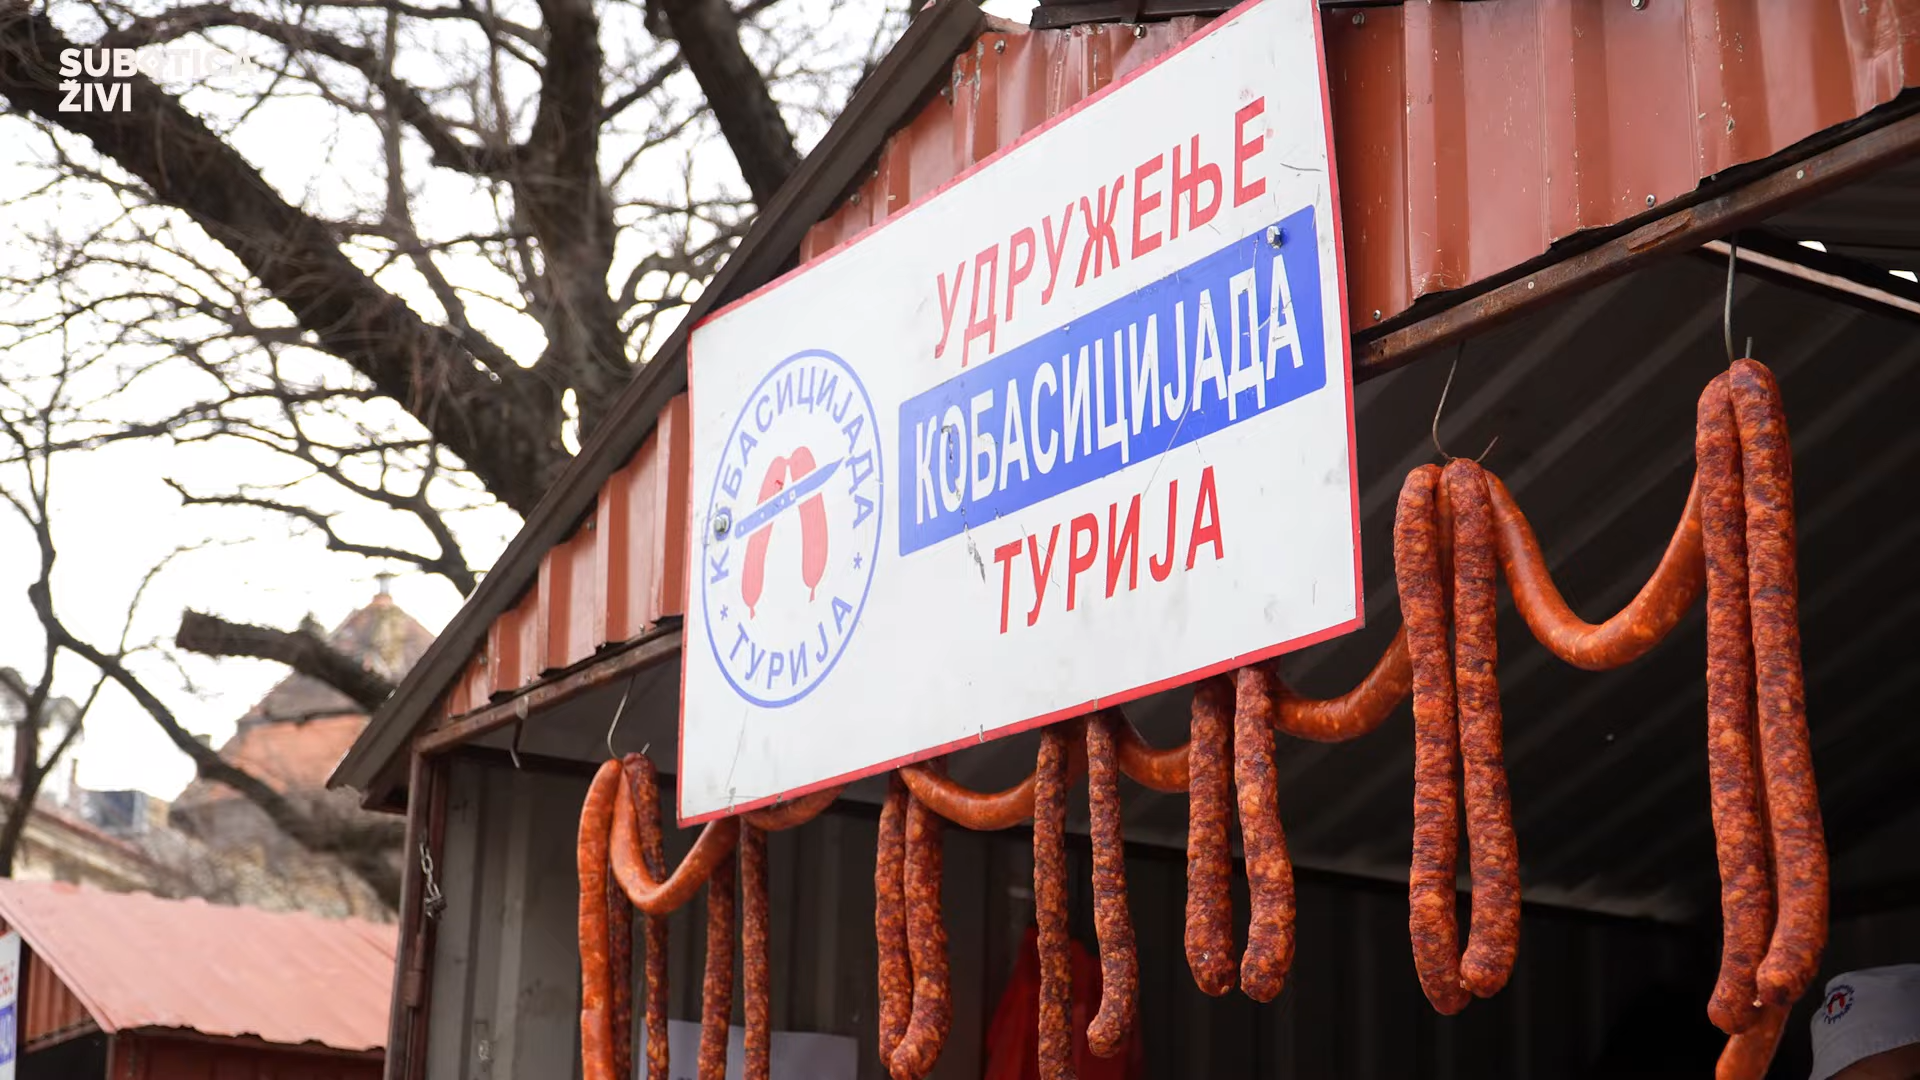 SUBOTICA
ŽIVI
УДРУЖЕЊЕ
КОБАСИЦИЈАДА
ТУРИЈА
КОБАСИЦИЈАДА
* ТУРИЈА *